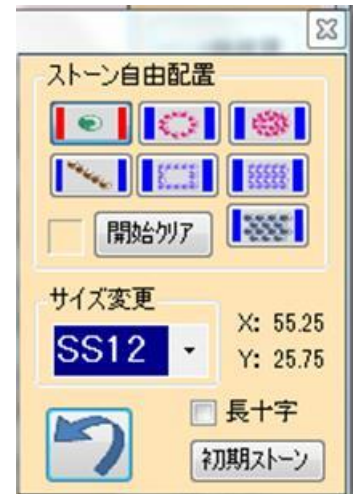 ストーン自由配置
開始クリア
サイズ変更
SS12
X: 55.25
Y: 25.75
長十字
初期ストーン